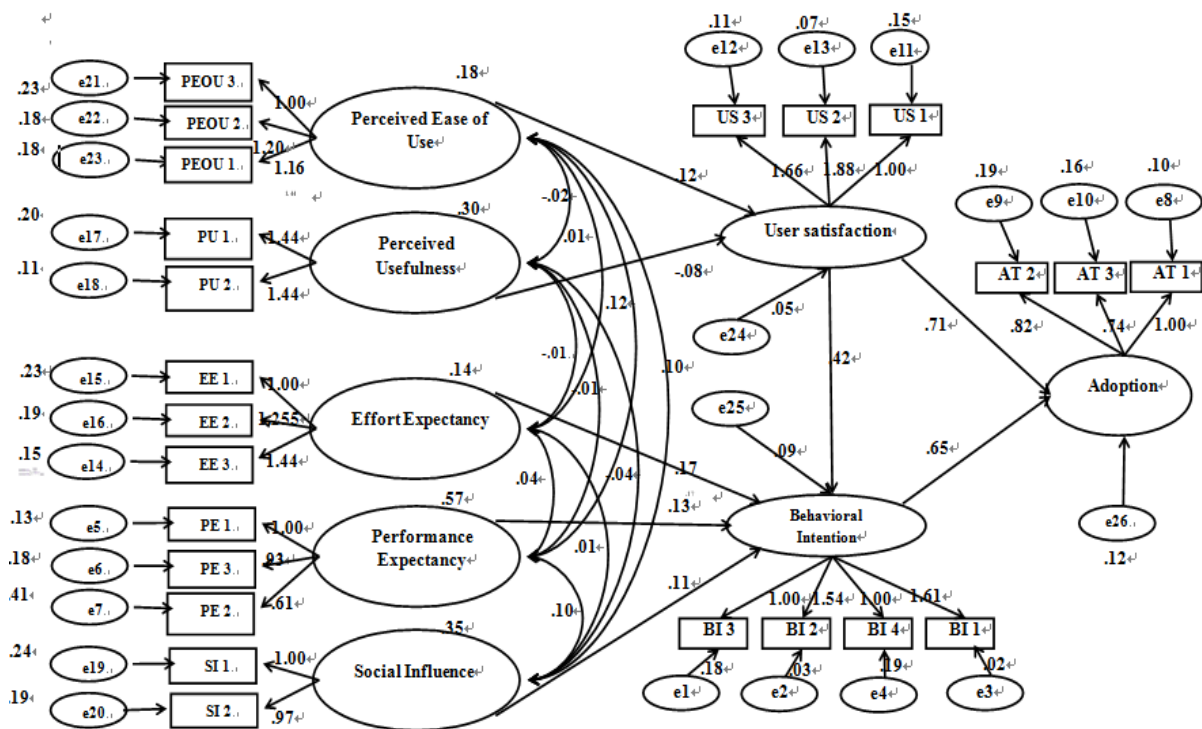 .23
e21
PEOU 3
1.00
.18
.18
e22
PEOU 2
1.20
.18
e23
PEOU 1
1.16
Perceived Ease of
Use
.20
e17
PU 1
1.44
.30
.11
e18
PU 2
1.44
Perceived
Usefulness
.23
e15
EE 1
1.00
.14
.19
e16
EE 2
1.255
Effort Expectancy
.15
e14
EE 3
1.44
.13
e5
PE 1
1.00
.57
.18
e6
PE 3
.93
Performance
Expectancy
.41
e7
PE 2
.61
.24
e19
SI 1
1.00
.35
Social Influence
.19
e20
SI 2
.97
-.02
.01
.12
-.01
-.01
.10
.04
-.04
.01
.10
.12
-.08
.17
.13
.11
.11
e12
.07
e13
.15
e11
US 3
US 2
US 1
1.66
1.88
1.00
User satisfaction
e24
.05
.42
.71
e25
.09
.65
Behavioral
Intention
1.00
1.54
1.00
1.61
BI 3
BI 2
BI 4
BI 1
.18
.03
.19
.02
e1
e2
e4
e3
.19
e9
.16
e10
.10
e8
AT 2
AT 3
AT 1
.82
.74
1.00
Adoption
e26
.12